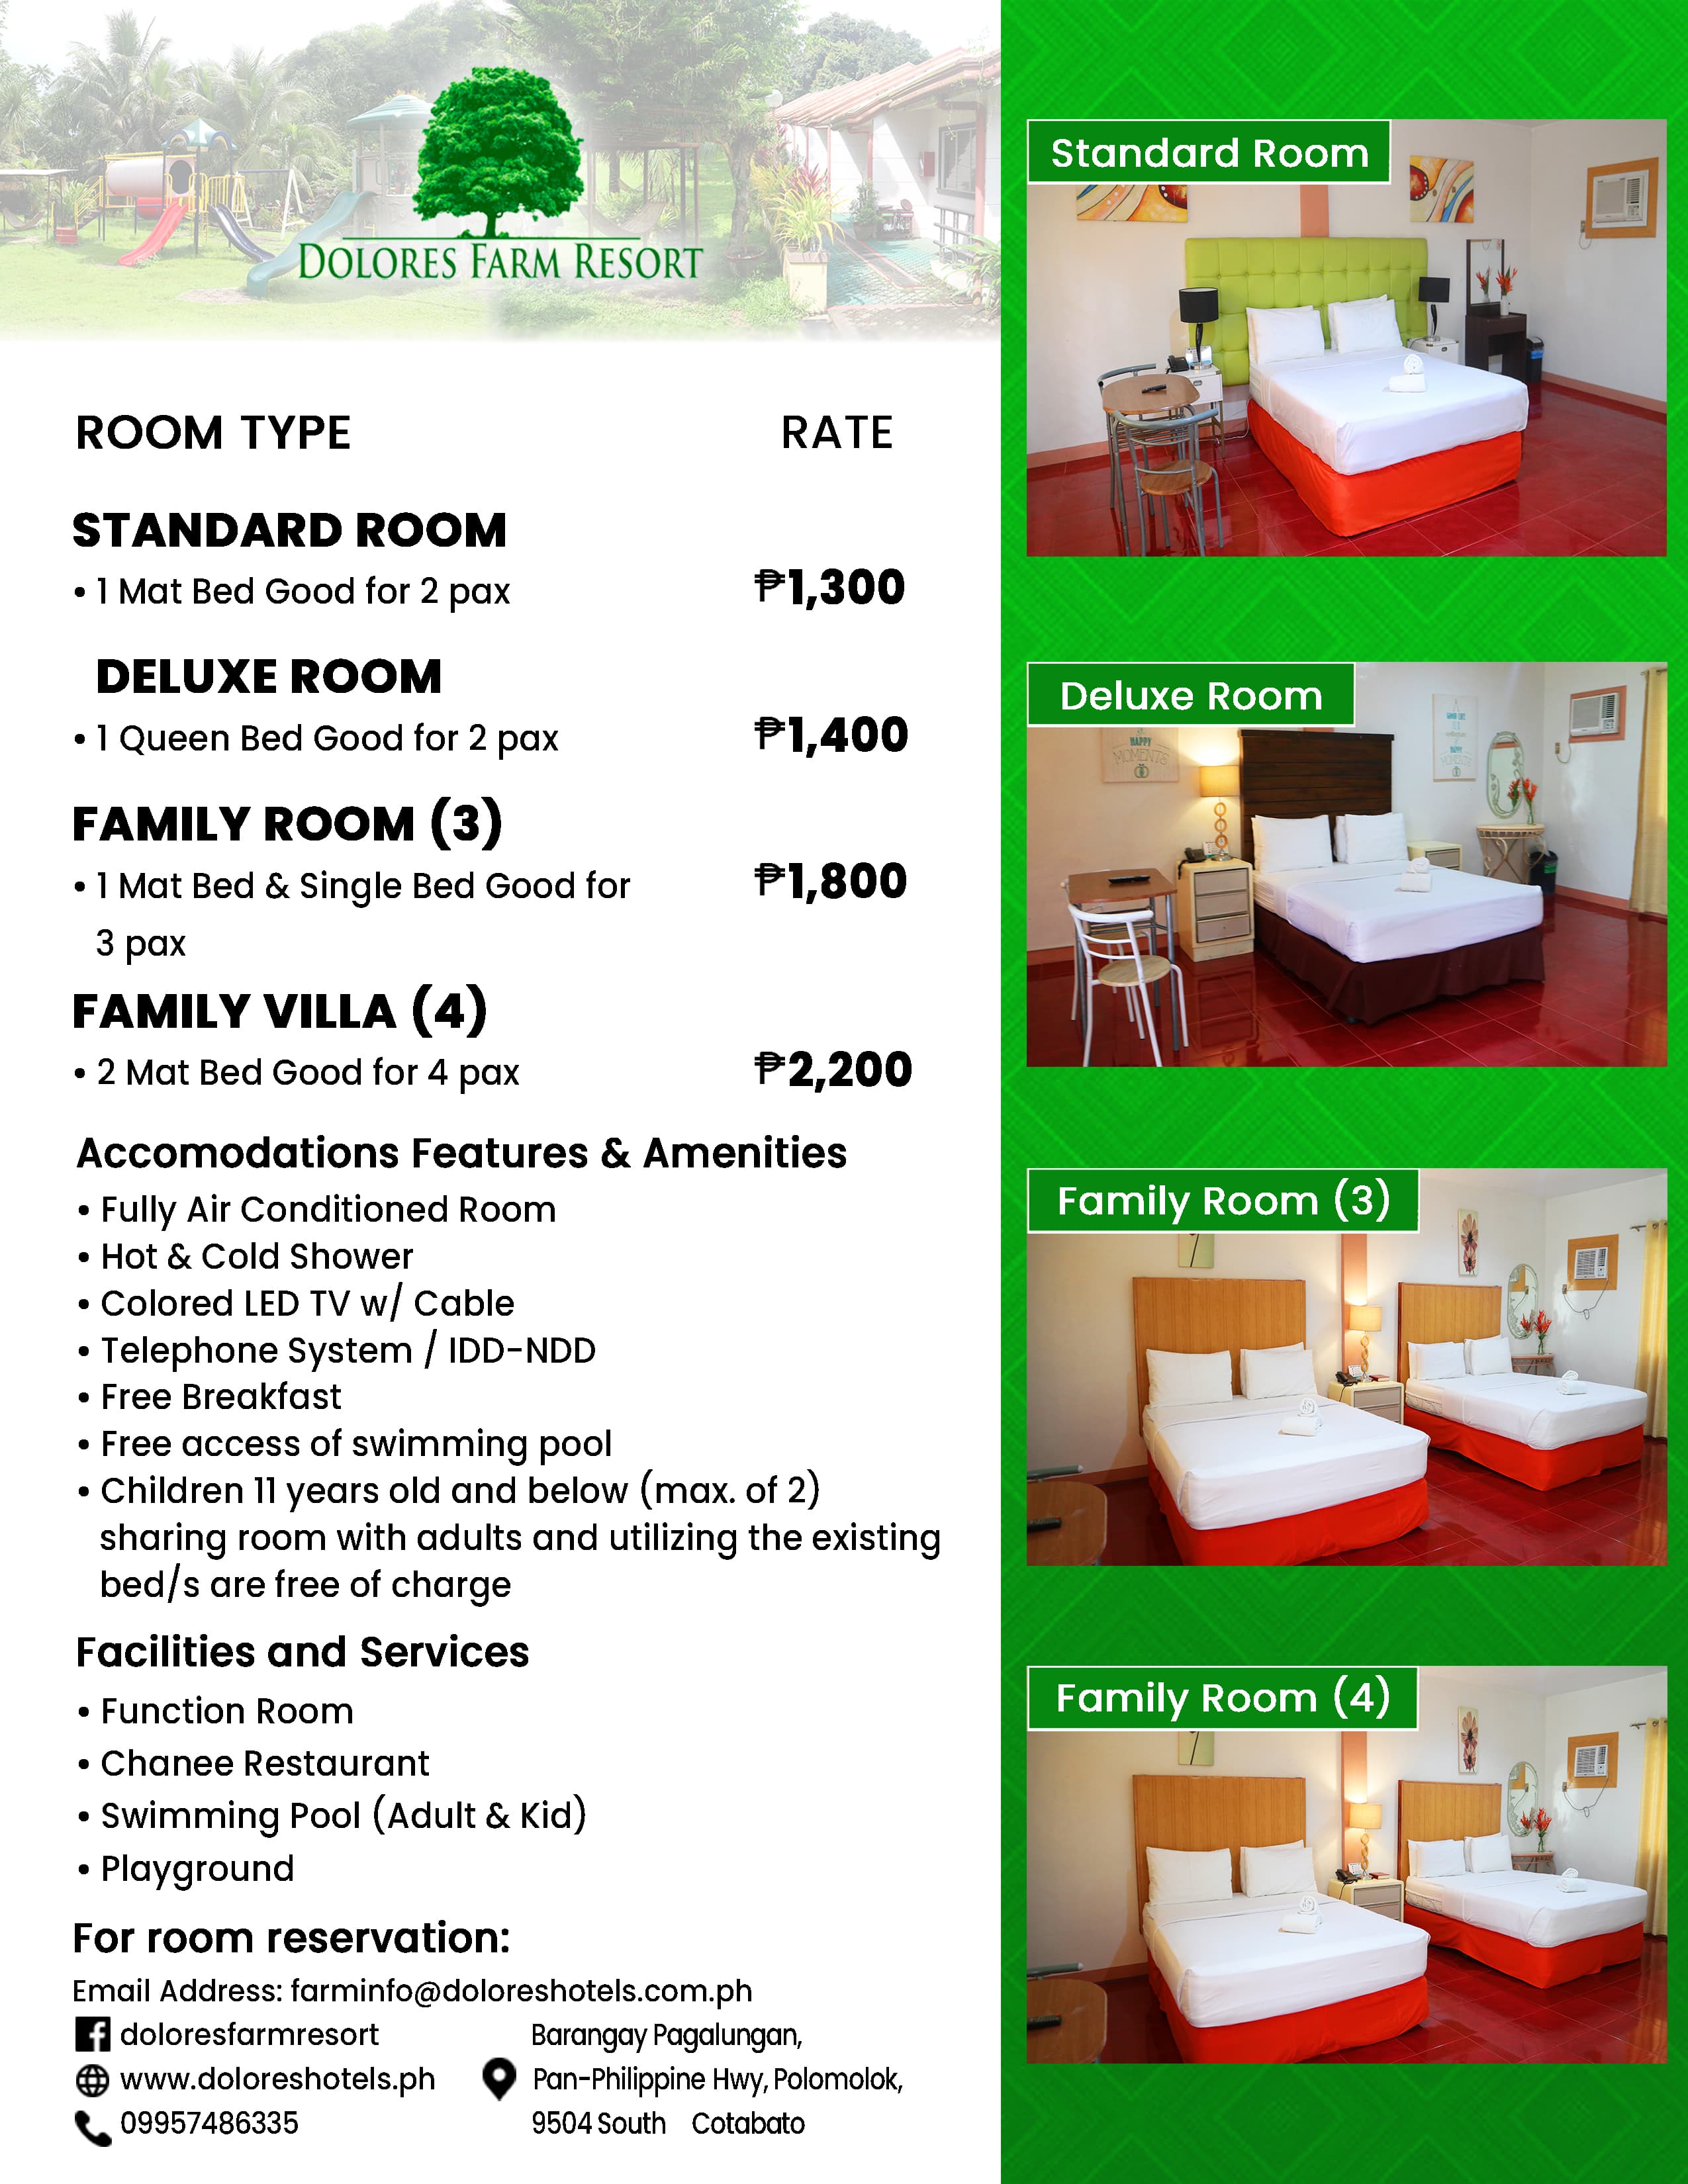 DOLORES FARM RESORT
ROOM TYPE RATE
STANDARD ROOM
• 1 Mat Bed Good for 2 pax ₱1,300
DELUXE ROOM
• 1 Queen Bed Good for 2 pax ₱1,400
FAMILY ROOM (3)
• 1 Mat Bed & Single Bed Good for ₱1,800
3 pax
FAMILY VILLA (4)
• 2 Mat Bed Good for 4 pax ₱2,200
Accomodations Features & Amenities
• Fully Air Conditioned Room
• Hot & Cold Shower
• Colored LED TV w/ Cable
• Telephone System / IDD-NDD
• Free Breakfast
• Free access of swimming pool
• Children 11 years old and below (max. of 2)
sharing room with adults and utilizing the existing
bed/s are free of charge
Facilities and Services
• Function Room
• Chanee Restaurant
• Swimming Pool (Adult & Kid)
• Playground
For room reservation:
Email Address: farminfo@doloreshotels.com.ph
doloresfarmresort
www.doloreshotels.ph
09957486335
Barangay Pagalungan,
Pan-Philippine Hwy, Polomolok,
9504 South Cotabato
Standard Room
Deluxe Room
HAPPY
MOMENTS
Family Room (3)
Family Room (4)